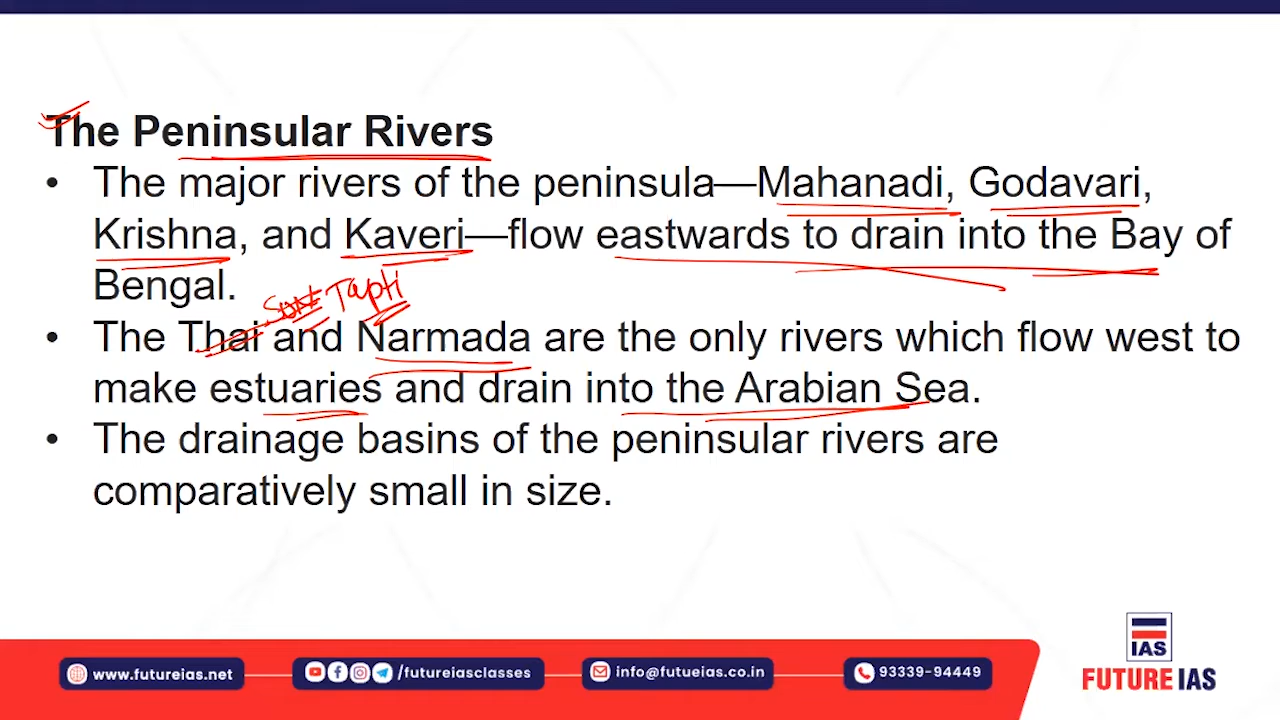 The Peninsular Rivers
• The major rivers of the peninsula—Mahanadi, Godavari,
Krishna, and Kaveri—flow eastwards to drain into the Bay of
Bengal.
Tapti
• The Thai and Narmada are the only rivers which flow west to
make estuaries and drain into the Arabian Sea.
• The drainage basins of the peninsular rivers are
comparatively small in size.
IAS
FUTURE IAS
www.futureias.net
/futureiasclasses
info@futueias.co.in
93339-94449